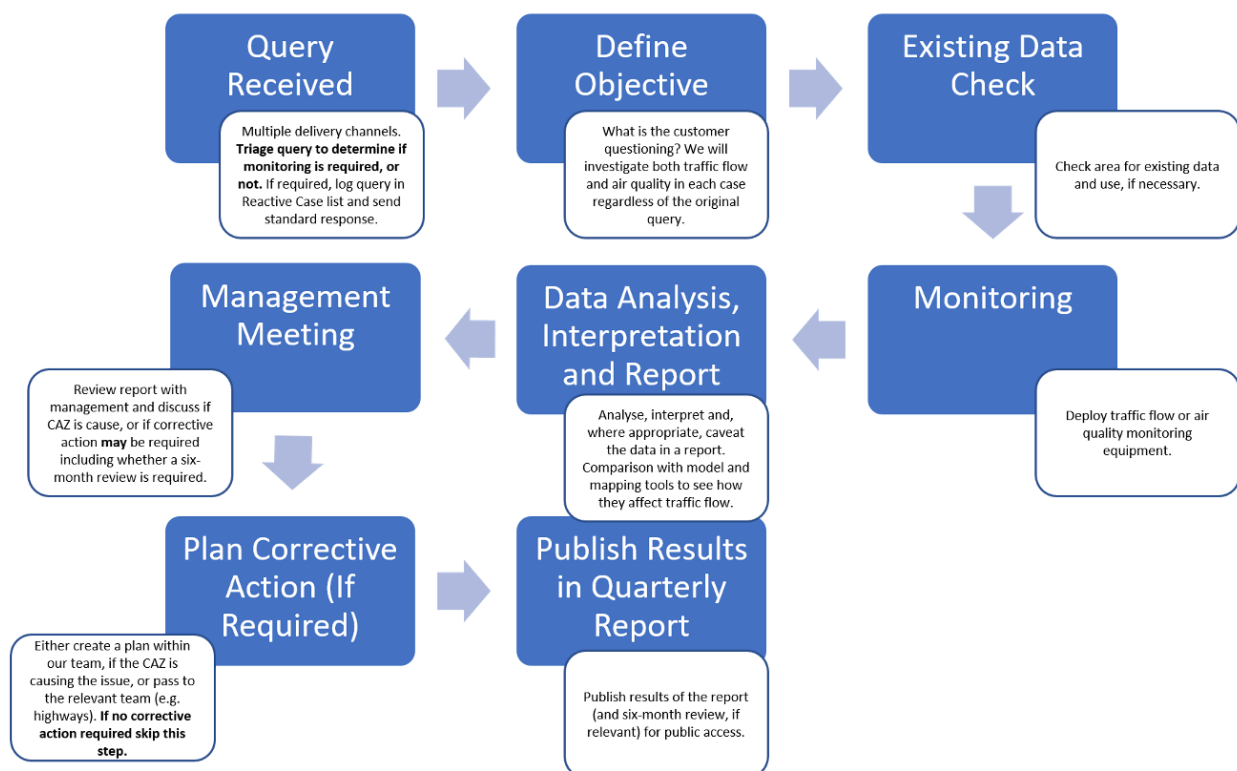 Query
Received
Multiple delivery channels.
Triage query to determine if
monitoring is required, or
not. If required, log query in
Reactive Case list and send
standard response.
Define
Objective
What is the customer
questioning? We will
investigate both traffic flow
and air quality in each case
regardless of the original
query.
Existing Data
Check
Check area for existing data
and use, if necessary.
Monitoring
Deploy traffic flow or air
quality monitoring
equipment.
Data Analysis,
Interpretation
and Report
Analyse, interpret and,
where appropriate, caveat
the data in a report.
Comparison with model and
mapping tools to see how
they affect traffic flow.
Management
Meeting
Review report with
management and discuss if
CAZ is cause, or if corrective
action may be required
including whether a six-
month review is required.
Plan Corrective
Action (If
Required)
Either create a plan within
our team, if the CAZ is
causing the issue, or pass to
the relevant team (e.g.
highways). If no corrective
action required skip this
step.
Publish Results
in Quarterly
Report
Publish results of the report
(and six-month review, if
relevant) for public access.